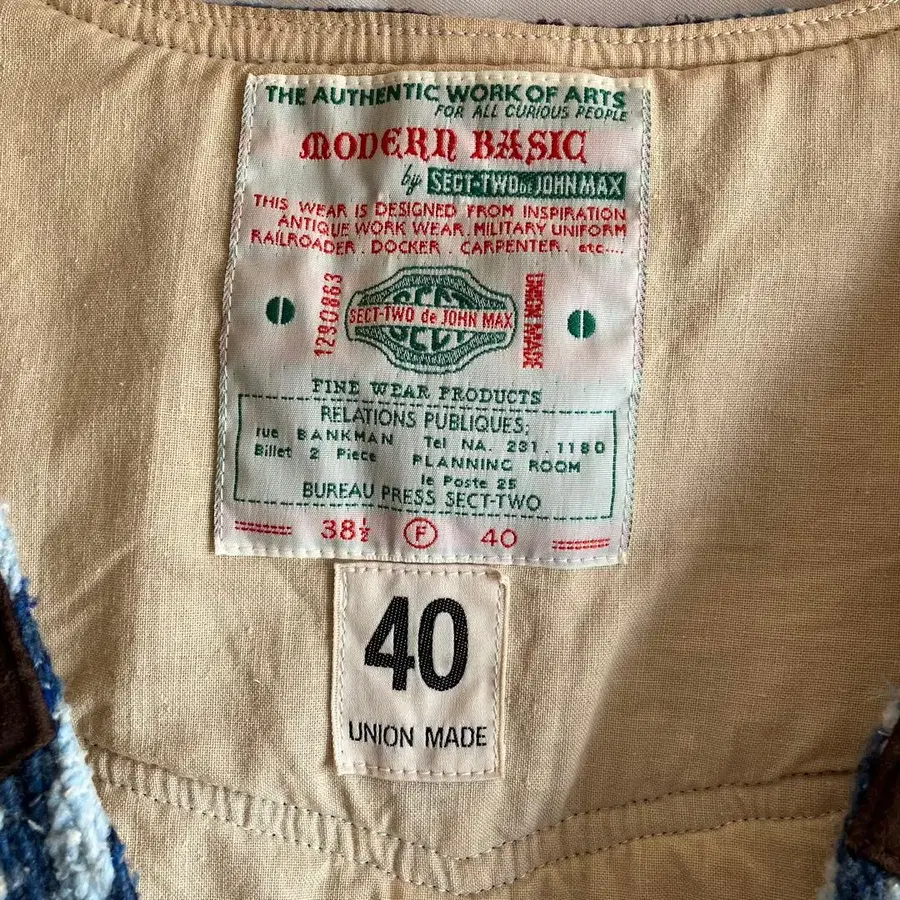 THE AUTHENTIC WORK OF ARTS
FOR ALL CURIOUS PEOPLE
MODERN BASIC
by SECT-TWO de JOHN MAX
THIS WEAR IS DESIGNED FROM INSPIRATION
ANTIQUE WORK WEAR. MILITARY UNIFORM
RAILROADER. DOCKER. CARPENTER. etc....
1290863
SECT
SECT-TWO de JOHN MAX
SECT
UNION MADE
FINE WEAR PRODUCTS
RELATIONS PUBLIQUES;
rue BANKMAN Tel NA. 231. 1180
Billet 2 Piece PLANNING ROOM
le Poste 25
BUREAU PRESS SECT-TWO
38½ F 40
40
UNION MADE